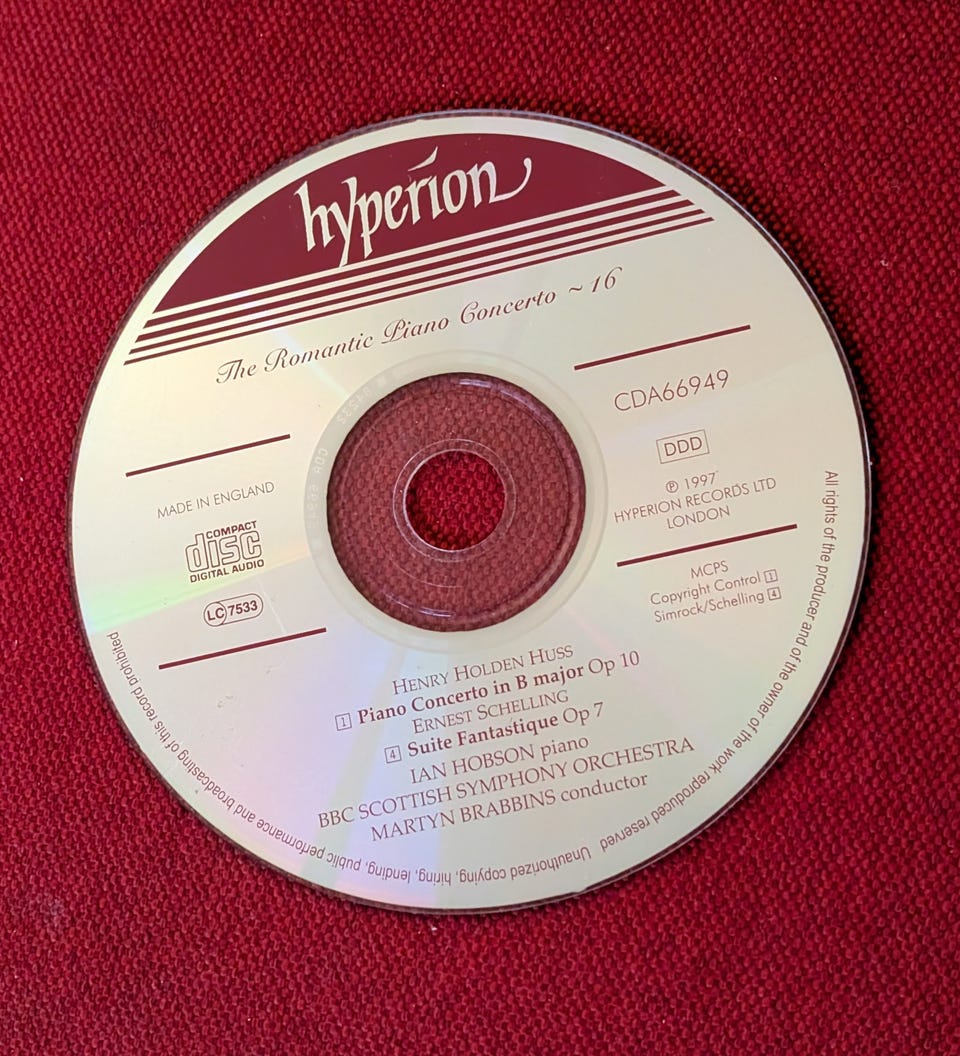 hyperion
The Romantic Piano Concerto ~ 16
CDA66949
DDD
℗ 1997
HYPERION RECORDS LTD
LONDON
MADE IN ENGLAND
COMPACT
disc
DIGITAL AUDIO
LC 7533
MCPS
Copyright Control 1
Simrock/Schelling 4
HENRY HOLDEN HUSS
1 Piano Concerto in B major Op 10
ERNEST SCHELLING
4 Suite Fantastique Op 7
IAN HOBSON piano
BBC SCOTTISH SYMPHONY ORCHESTRA
MARTYN BRABBINS conductor
All rights of the producer and of the owner of the work reproduced reserved Unauthorized copying, hiring, lending, public performance and broadcasting of this record prohibited